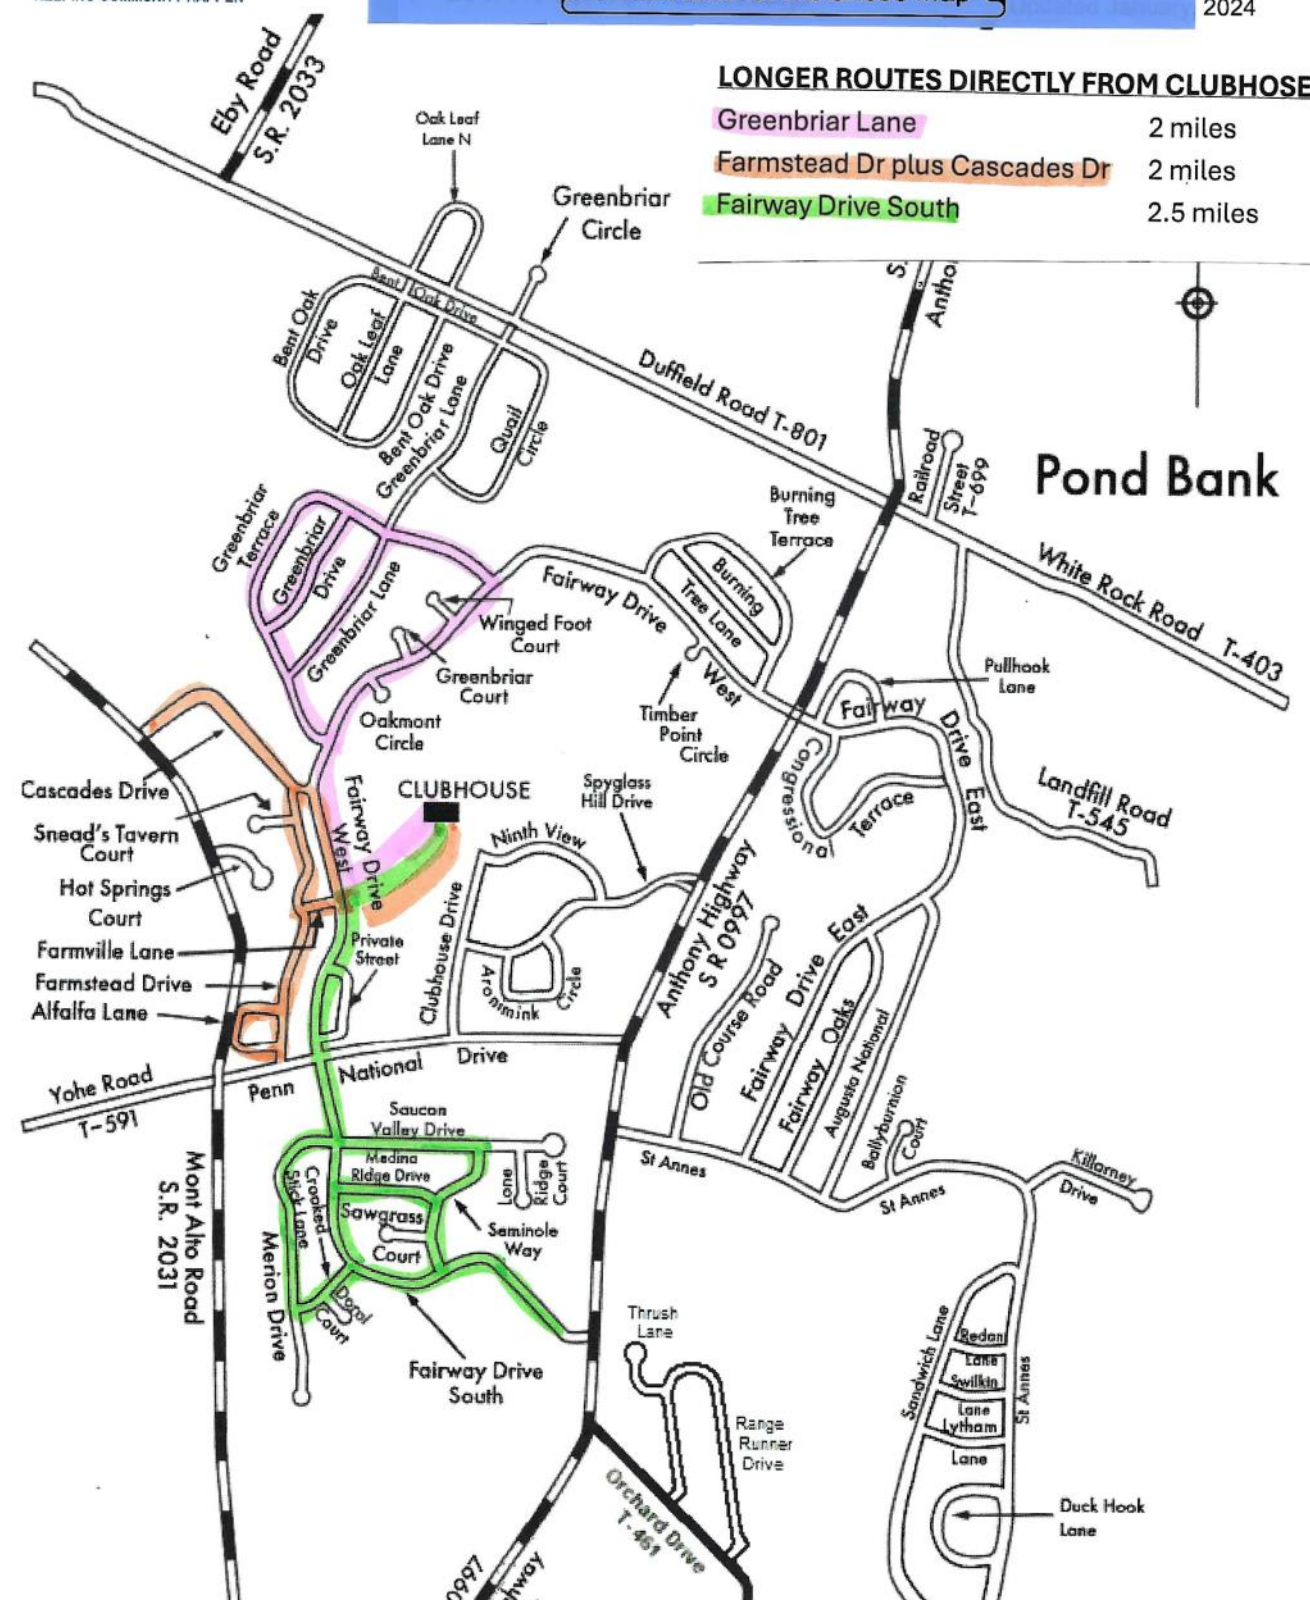 2024
LONGER ROUTES DIRECTLY FROM CLUBHOSE
Greenbriar Lane 2 miles
Farmstead Dr plus Cascades Dr 2 miles
Fairway Drive South 2.5 miles
Eby Road
S.R. 2033
Oak Leaf
Lane N
Greenbriar
Circle
Bent Oak Drive
Bent Oak
Drive
Oak Leaf
Lane
Bent Oak Drive
Greenbriar Lane
Quail
Circle
Duffield Road T-801
S.
Antho
Railroad
Street
T-699
Pond Bank
White Rock Road T-403
Burning
Tree
Terrace
Burning
Tree Lane
Greenbriar
Terrace
Greenbriar
Drive
Greenbriar Lane
Fairway Drive
West
Winged Foot
Court
Greenbriar
Court
Oakmont
Circle
Timber
Point
Circle
Pullhook
Lane
Fairway
Drive
East
Congressional
Terrace
Landfill Road
T-545
Cascades Drive
Snead's Tavern
Court
Hot Springs
Court
Farmville Lane
Farmstead Drive
Alfalfa Lane
Fairway Drive
West
CLUBHOUSE
Spyglass
Hill Drive
Ninth View
Clubhouse Drive
Private
Street
Aronmink
Circle
Anthony Highway
S R 0997
Old Course Road
Fairway Drive East
Fairway Oaks
Augusta National
Ballybunion
Court
Yohe Road
T-591
Penn National Drive
Saucon
Valley Drive
Medina
Ridge Drive
Lone
Ridge
Court
Crooked
Stick Lane
Sawgrass
Court
Seminole
Way
Merion Drive
Doral
Court
Mont Alto Road
S.R. 2031
Fairway Drive
South
St Annes
St Annes
Killarney
Drive
Thrush
Lane
Range
Runner
Drive
Orchard Drive
T-461
Sandwich Lane
Redan
Lane
Swilkin
Lane
Lytham
Lane
St Annes
Duck Hook
Lane
0997
hway